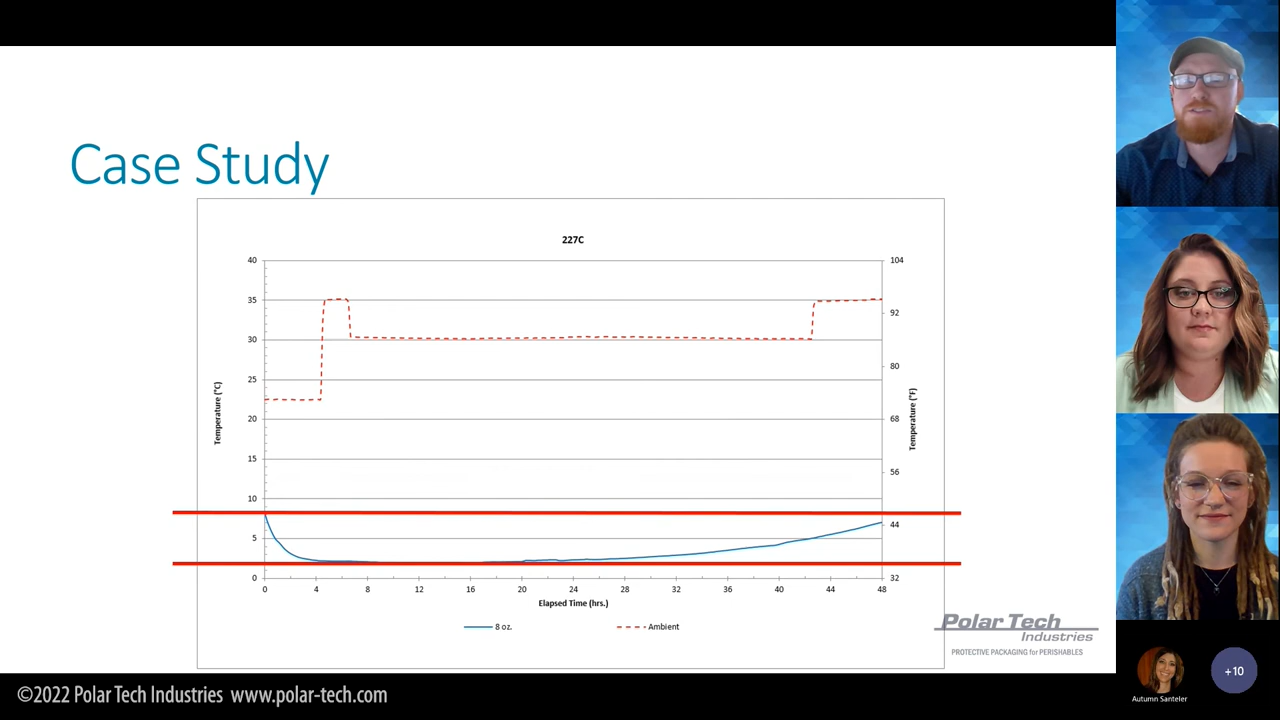 Case Study
227C
40
35
30
25
20
15
10
5
0
Temperature (°C)
104
92
80
68
56
44
32
Temperature (°F)
0 4 8 12 16 20 24 28 32 36 40 44 48
Elapsed Time (hrs.)
8 oz. Ambient
Polar Tech
Industries
PROTECTIVE PACKAGING for PERISHABLES
©2022 Polar Tech Industries www.polar-tech.com
Autumn Santeler
+10